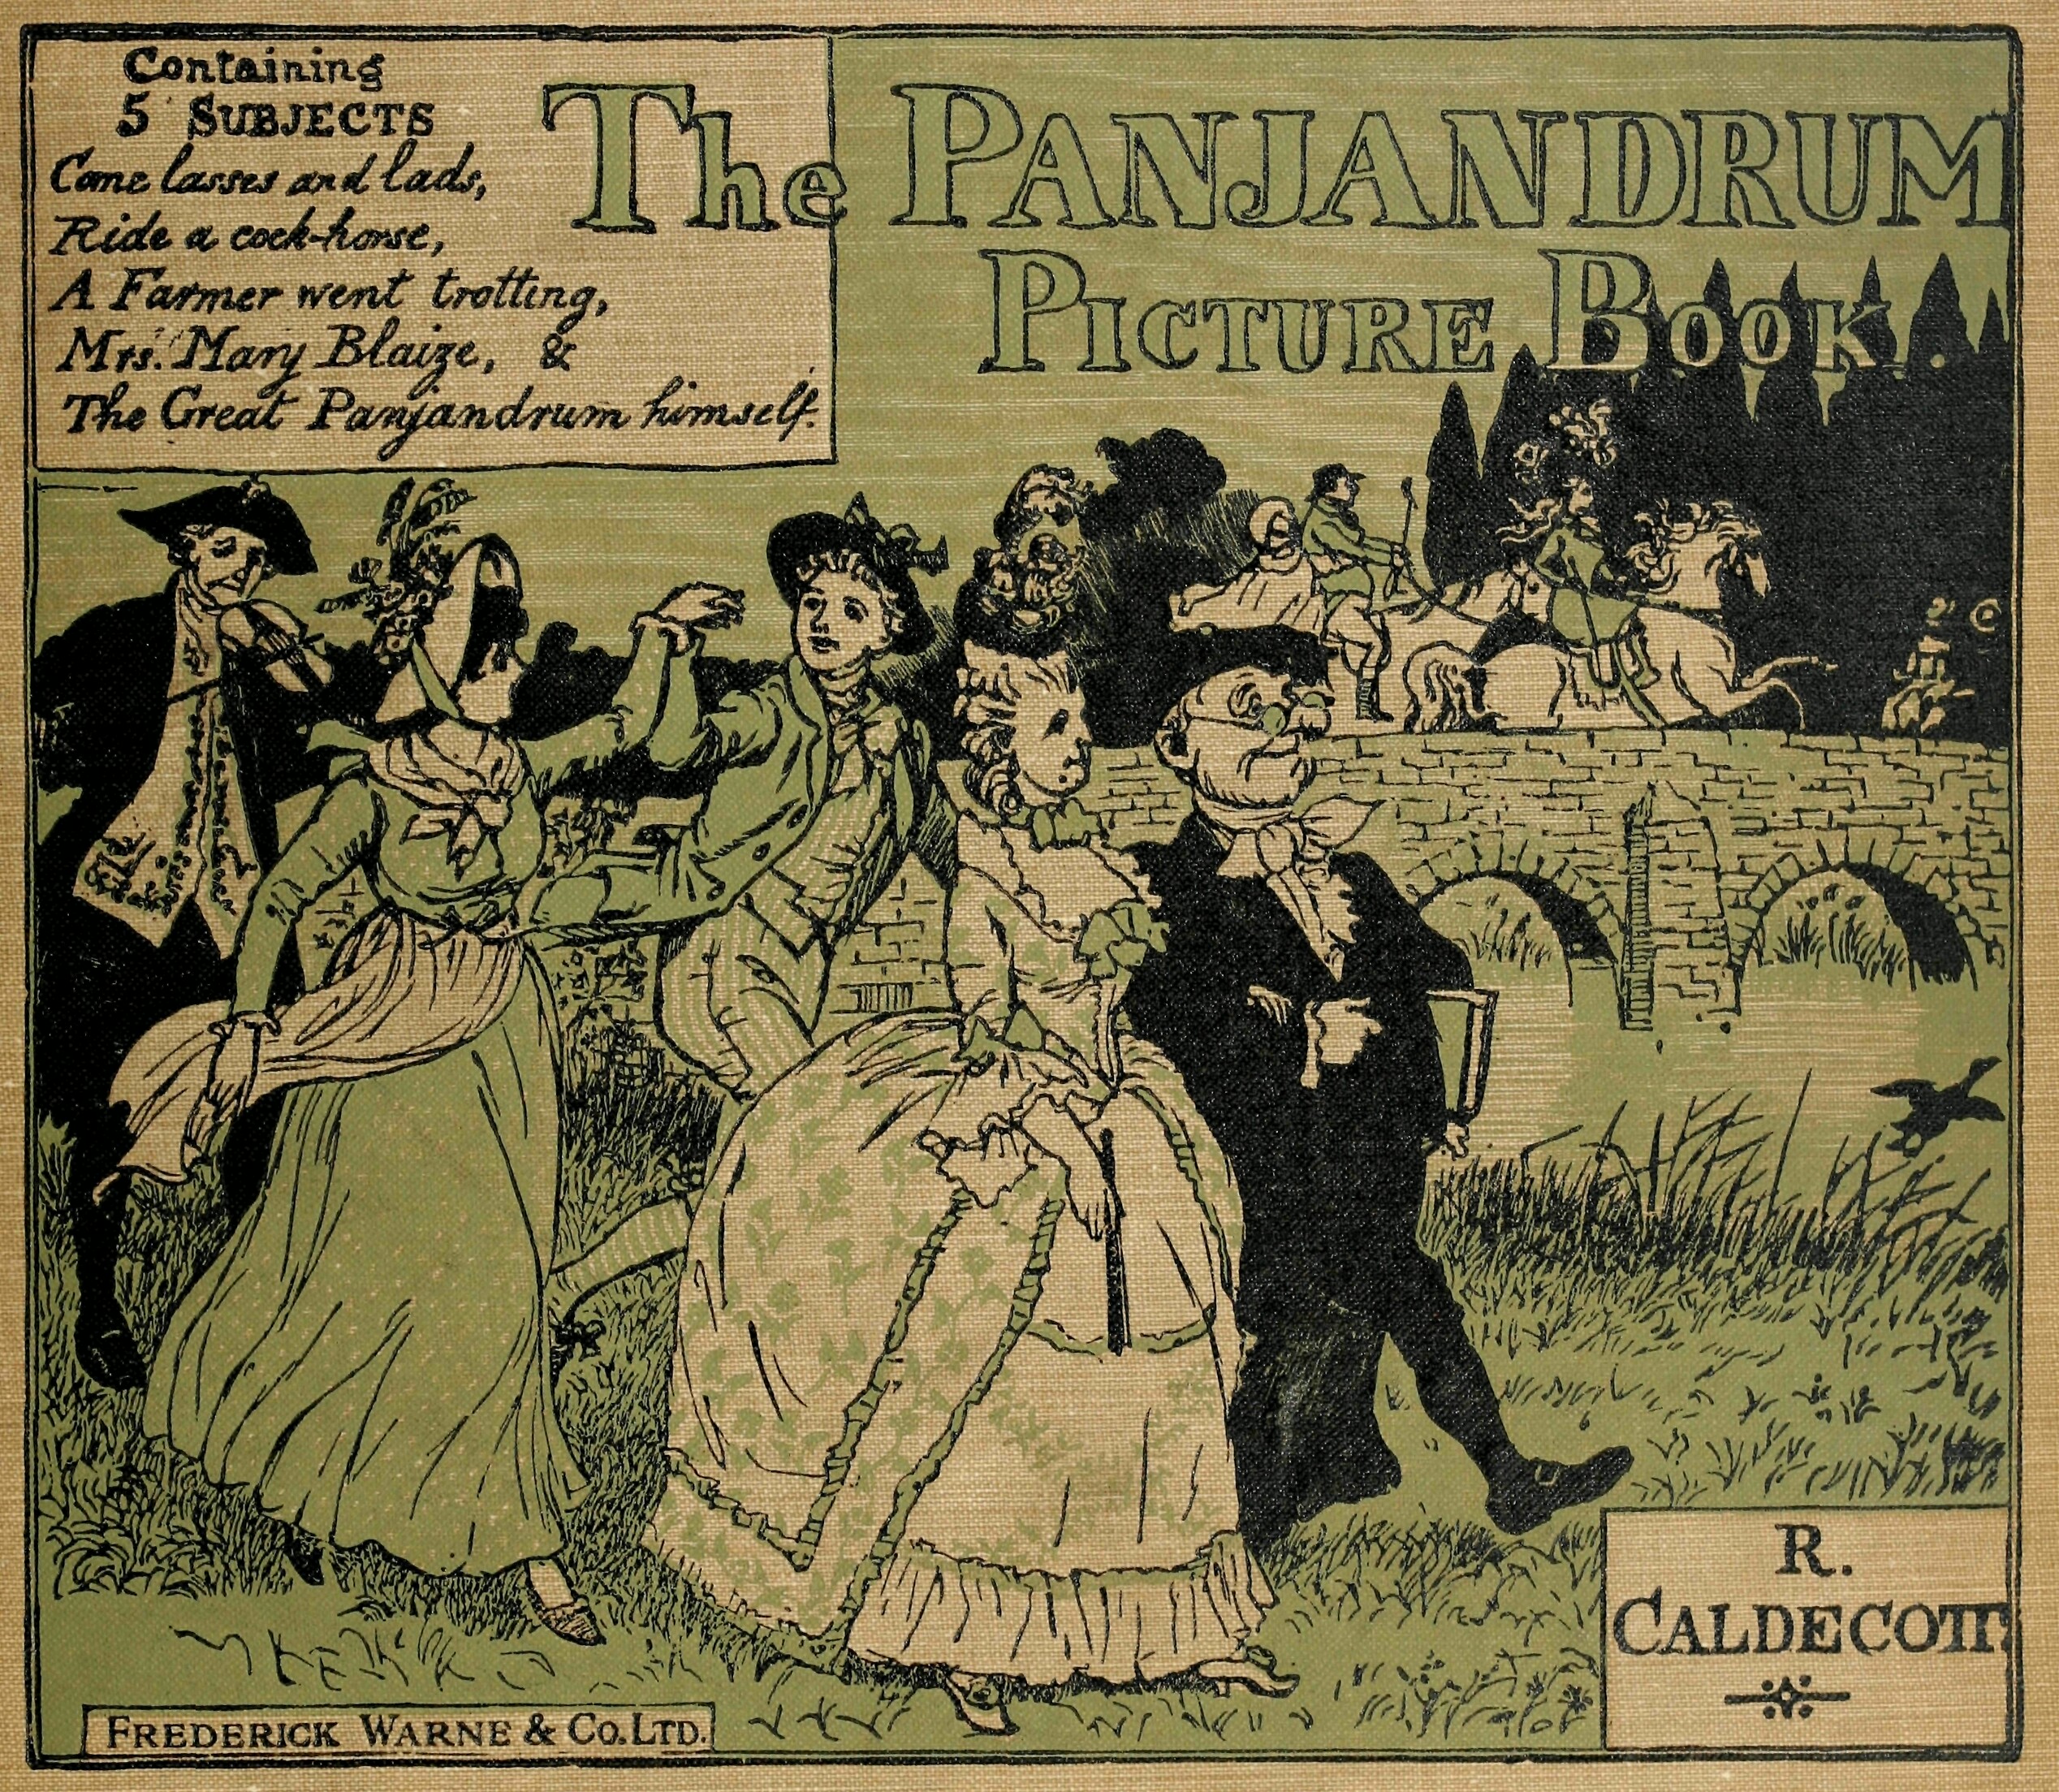 Containing
5 SUBJECTS
Come lasses and lads,
Ride a cock-horse,
A Farmer went trotting,
Mrs. Mary Blaize, &
The Great Panjandrum himself.
The PANJANDRUM
PICTURE BOOK.
R.
CALDECOTT
FREDERICK WARNE & CO. LTD.